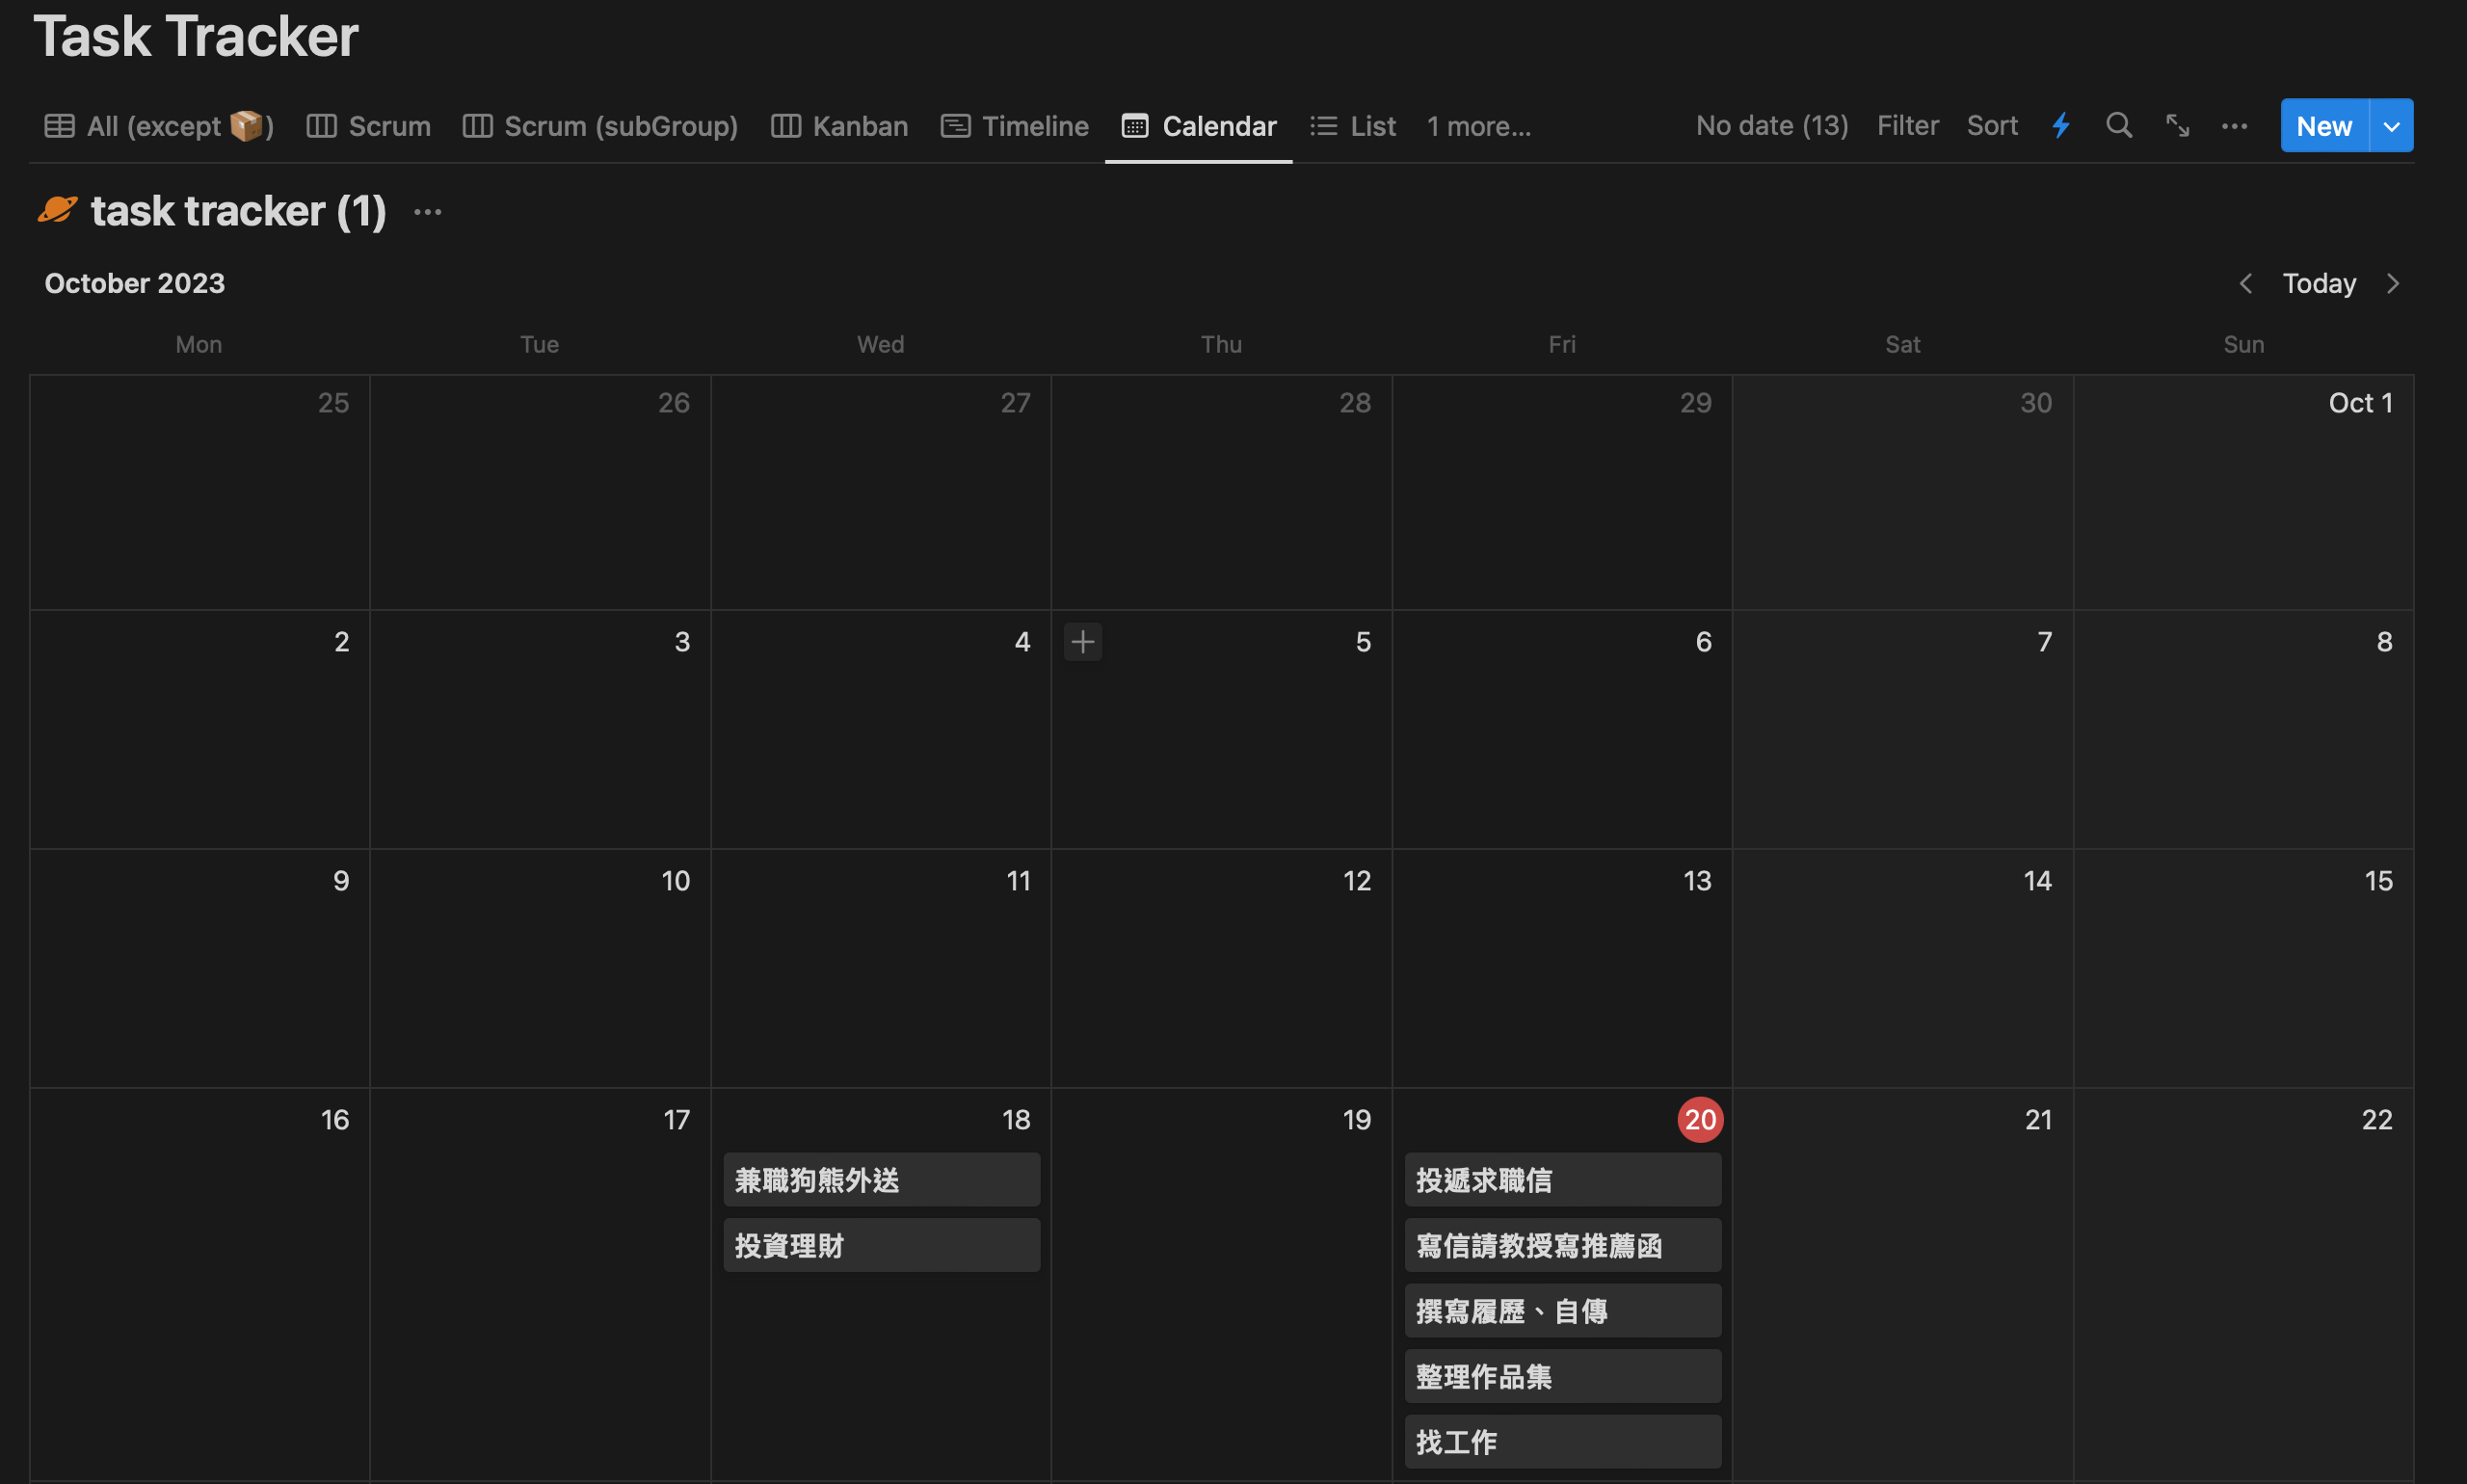 Task Tracker
All (except 📦) Scrum Scrum (subGroup) Kanban Timeline Calendar List 1 more... No date (13) Filter Sort New
task tracker (1)
October 2023 Today
Mon Tue Wed Thu Fri Sat Sun
25 26 27 28 29 30 Oct 1
2 3 4 5 6 7 8
9 10 11 12 13 14 15
16 17 18 19 20 21 22
兼職狗熊外送
投資理財
投遞求職信
寫信請教授寫推薦函
撰寫履歷、自傳
整理作品集
找工作